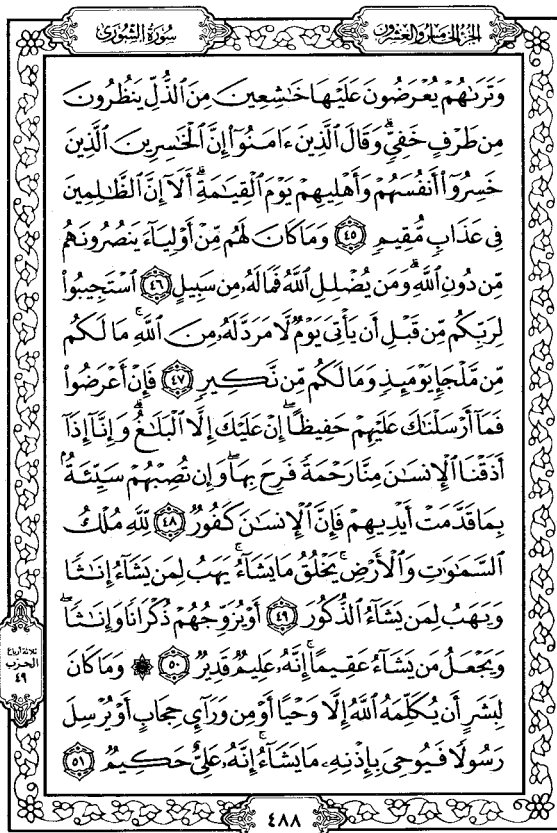 الجزء الخامس والعشرون
سورة الشورى
وَتَرَىٰهُمْ يُعْرَضُونَ عَلَيْهَا خَٰشِعِينَ مِنَ ٱلذُّلِّ يَنظُرُونَ
مِن طَرْفٍ خَفِيٍّۗ وَقَالَ ٱلَّذِينَ ءَامَنُوٓا۟ إِنَّ ٱلْخَٰسِرِينَ ٱلَّذِينَ
خَسِرُوٓا۟ أَنفُسَهُمْ وَأَهْلِيهِمْ يَوْمَ ٱلْقِيَٰمَةِۗ أَلَآ إِنَّ ٱلظَّٰلِمِينَ
فِى عَذَابٍ مُّقِيمٍ ٤٥ وَمَا كَانَ لَهُم مِّنْ أَوْلِيَآءَ يَنصُرُونَهُم
مِّن دُونِ ٱللَّهِۗ وَمَن يُضْلِلِ ٱللَّهُ فَمَا لَهُۥ مِن سَبِيلٍ ٤٦ ٱسْتَجِيبُوا۟
لِرَبِّكُم مِّن قَبْلِ أَن يَأْتِىَ يَوْمٌ لَّا مَرَدَّ لَهُۥ مِنَ ٱللَّهِۚ مَا لَكُم
مِّن مَّلْجَإٍ يَوْمَئِذٍ وَمَا لَكُم مِّن نَّكِيرٍ ٤٧ فَإِنْ أَعْرَضُوا۟
فَمَآ أَرْسَلْنَٰكَ عَلَيْهِمْ حَفِيظًاۖ إِنْ عَلَيْكَ إِلَّا ٱلْبَلَٰغُۗ وَإِنَّآ إِذَآ
أَذَقْنَا ٱلْإِنسَٰنَ مِنَّا رَحْمَةً فَرِحَ بِهَاۖ وَإِن تُصِبْهُمْ سَيِّئَةٌۢ
بِمَا قَدَّمَتْ أَيْدِيهِمْ فَإِنَّ ٱلْإِنسَٰنَ كَفُورٌ ٤٨ لِّلَّهِ مُلْكُ
ٱلسَّمَٰوَٰتِ وَٱلْأَرْضِۚ يَخْلُقُ مَا يَشَآءُۚ يَهَبُ لِمَن يَشَآءُ إِنَٰثًا
وَيَهَبُ لِمَن يَشَآءُ ٱلذُّكُورَ ٤٩ أَوْ يُزَوِّجُهُمْ ذُكْرَانًا وَإِنَٰثًاۖ
وَيَجْعَلُ مَن يَشَآءُ عَقِيمًاۚ إِنَّهُۥ عَلِيمٌ قَدِيرٌ ٥٠ ۞ وَمَا كَانَ
لِبَشَرٍ أَن يُكَلِّمَهُ ٱللَّهُ إِلَّا وَحْيًا أَوْ مِن وَرَآئِ حِجَابٍ أَوْ يُرْسِلَ
رَسُولًا فَيُوحِىَ بِإِذْنِهِۦ مَا يَشَآءُۚ إِنَّهُۥ عَلِىٌّ حَكِيمٌ ٥١
ثلاثة أرباع
الحزب
٤٩
٤٨٨